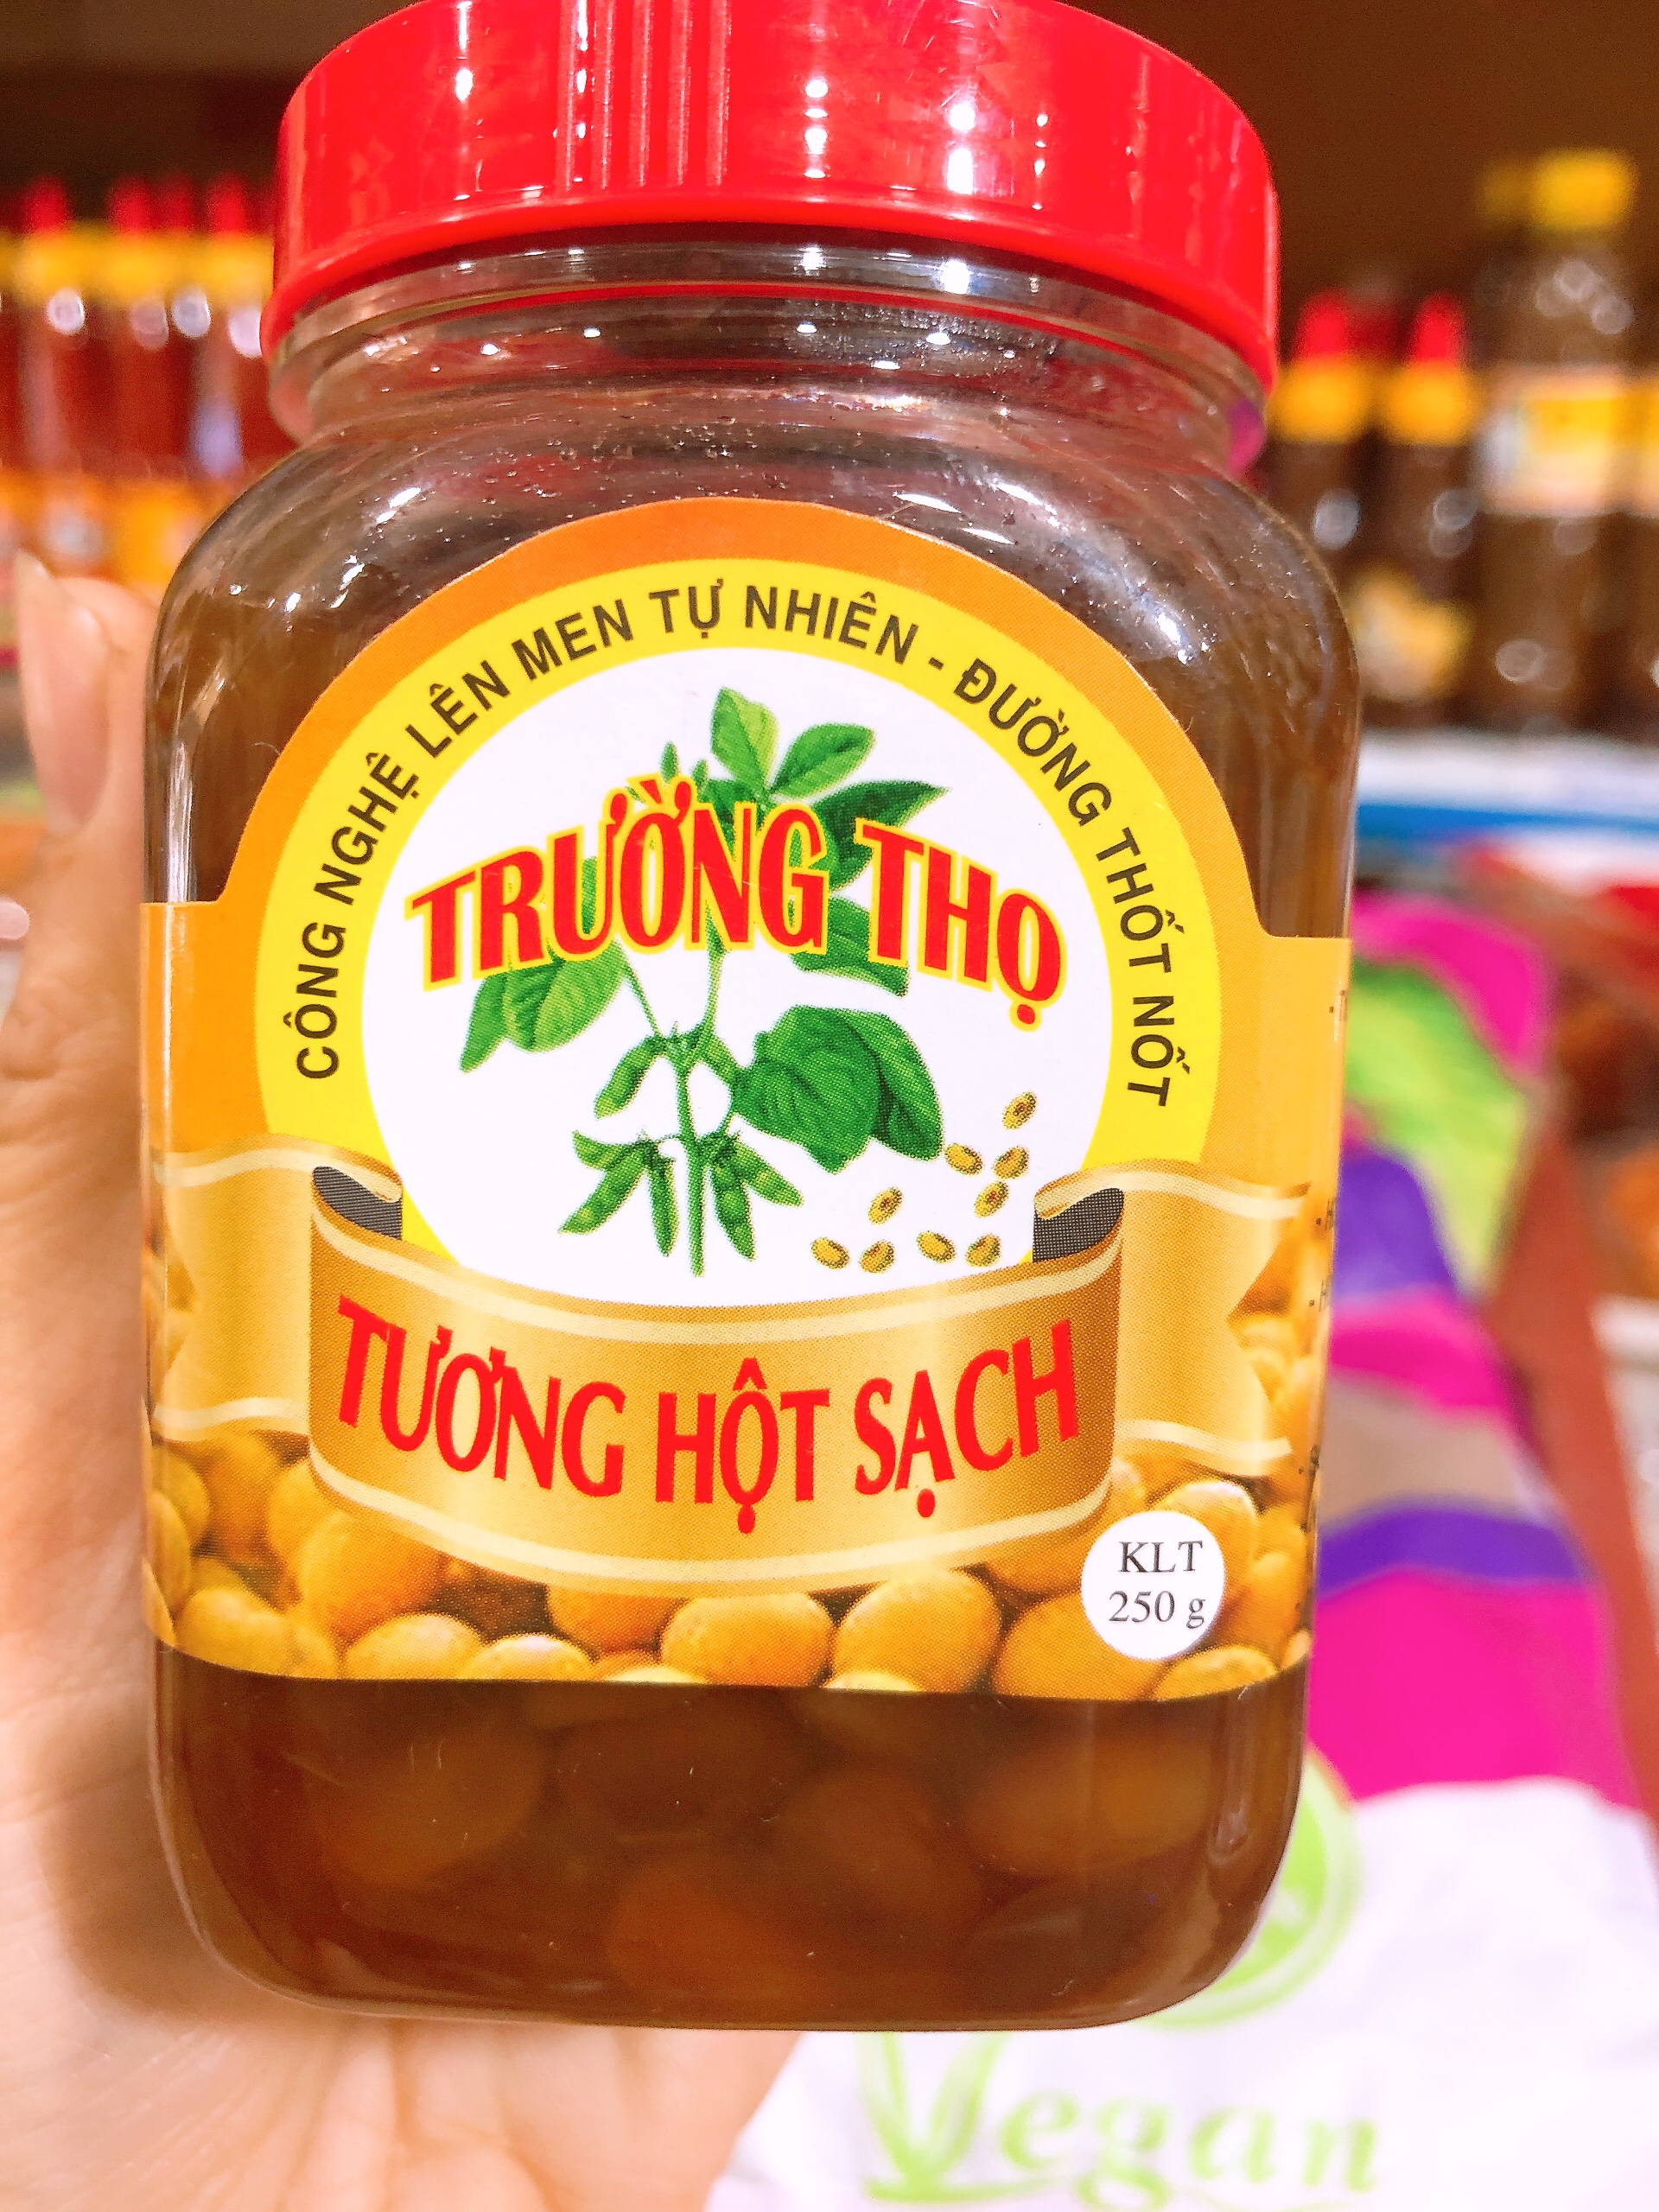 CÔNG NGHỆ LÊN MEN TỰ NHIÊN - ĐƯỜNG THỐT NỐT
TRƯỜNG THỌ
TƯƠNG HỘT SẠCH
KLT
250 g
Vegan